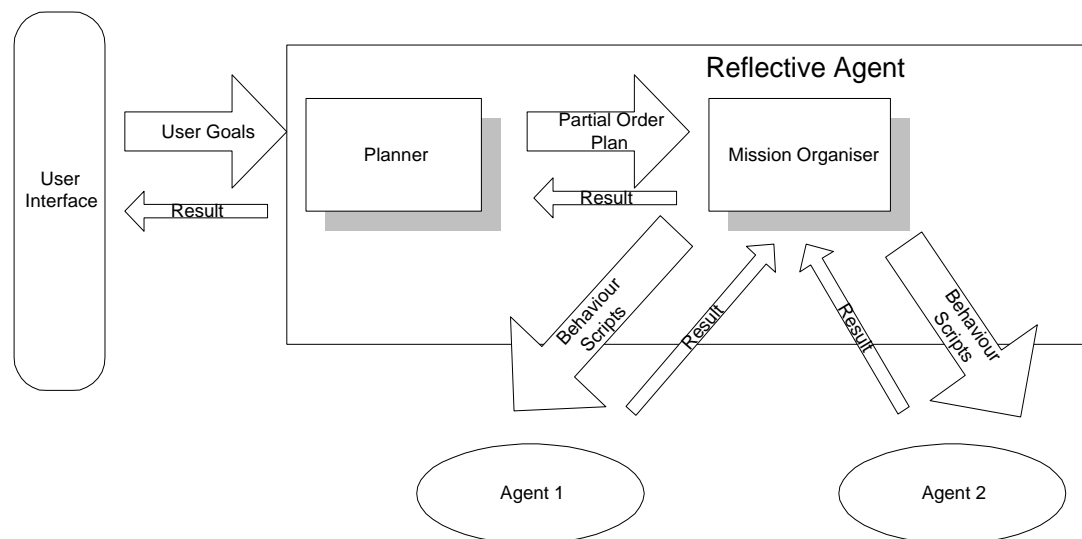 Reflective Agent
User
Interface
User Goals
Result
Planner
Partial Order
Plan
Result
Mission Organiser
Behaviour
Scripts
Result
Result
Behaviour
Scripts
Agent 1
Agent 2